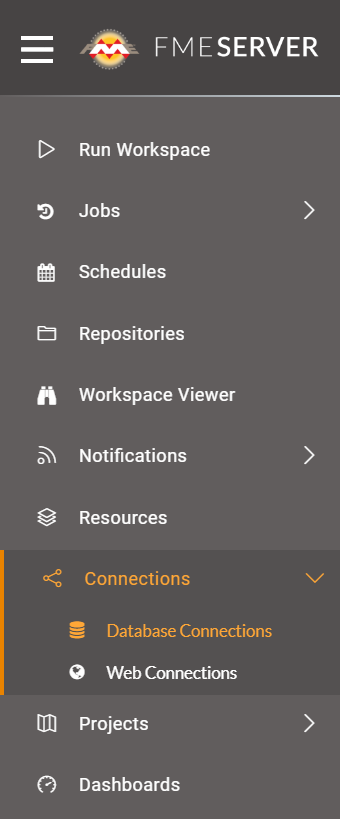 FMESERVER
Run Workspace
Jobs
Schedules
Repositories
Workspace Viewer
Notifications
Resources
Connections
Database Connections
Web Connections
Projects
Dashboards